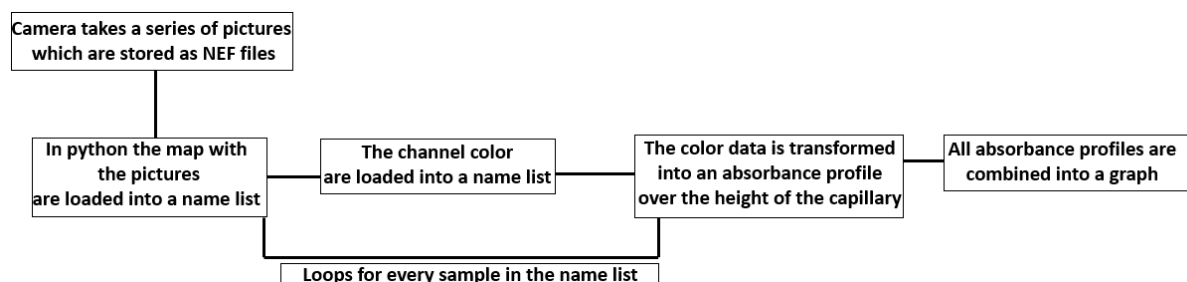 Camera takes a series of pictures
which are stored as NEF files
In python the map with
the pictures
are loaded into a name list
The channel color
are loaded into a name list
The color data is transformed
into an absorbance profile
over the height of the capillary
All absorbance profiles are
combined into a graph
Loops for every sample in the name list